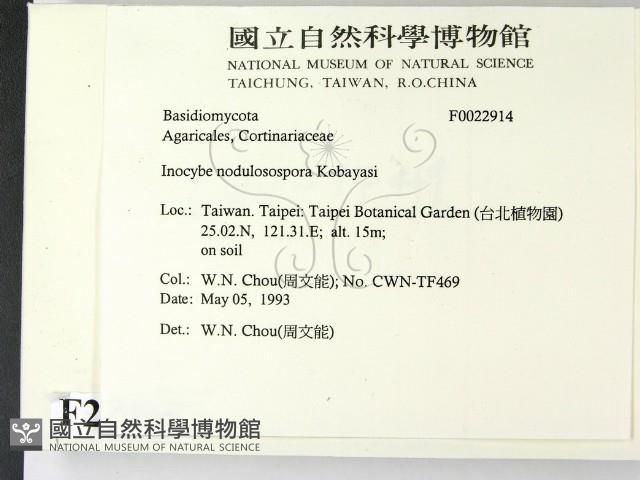 國立自然科學博物館
NATIONAL MUSEUM OF NATURAL SCIENCE
TAICHUNG, TAIWAN, R.O.CHINA
Basidiomycota F0022914
Agaricales, Cortinariaceae
Inocybe nodulosospora Kobayasi
Loc.: Taiwan. Taipei: Taipei Botanical Garden (台北植物園)
25.02.N, 121.31.E; alt. 15m;
on soil
Col.: W.N. Chou(周文能); No. CWN-TF469
Date: May 05, 1993
Det.: W.N. Chou(周文能)
F2
國立自然科學博物館
NATIONAL MUSEUM OF NATURAL SCIENCE